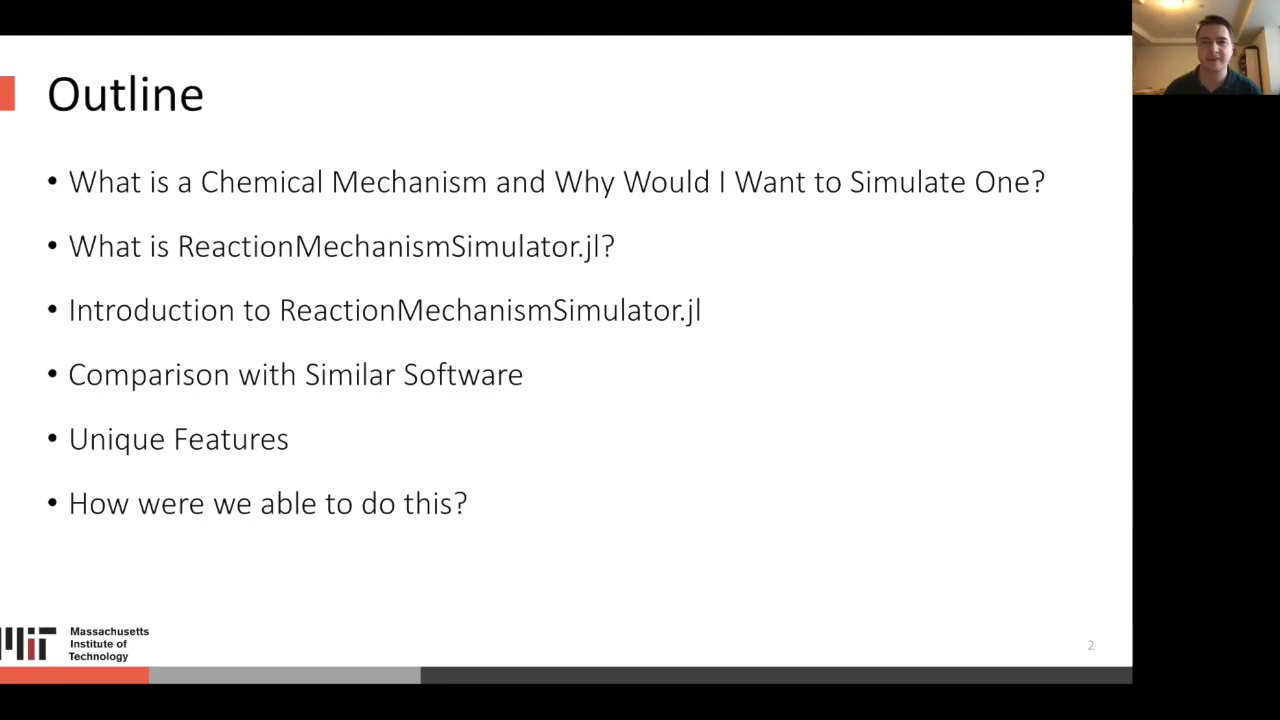 Outline
• What is a Chemical Mechanism and Why Would I Want to Simulate One?
• What is ReactionMechanismSimulator.jl?
• Introduction to ReactionMechanismSimulator.jl
• Comparison with Similar Software
• Unique Features
• How were we able to do this?
MIT
Massachusetts
Institute of
Technology
2